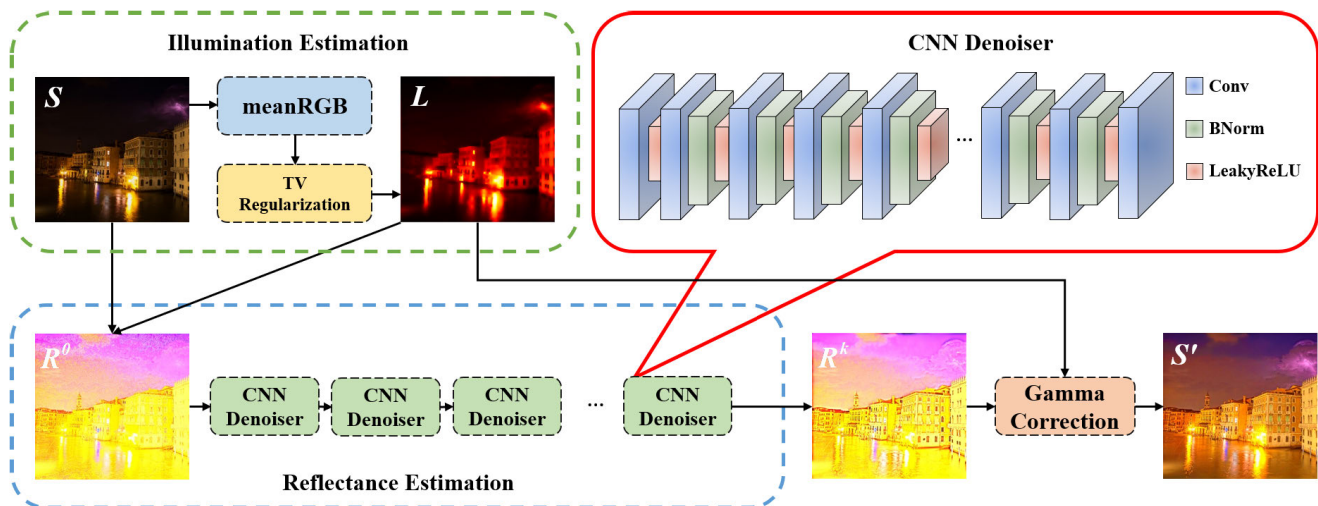 Illumination Estimation
S
meanRGB
L
TV
Regularization
CNN Denoiser
Conv
BNorm
LeakyReLU
...
R⁰
CNN
Denoiser
CNN
Denoiser
CNN
Denoiser
...
CNN
Denoiser
Reflectance Estimation
Rᵏ
Gamma
Correction
S'